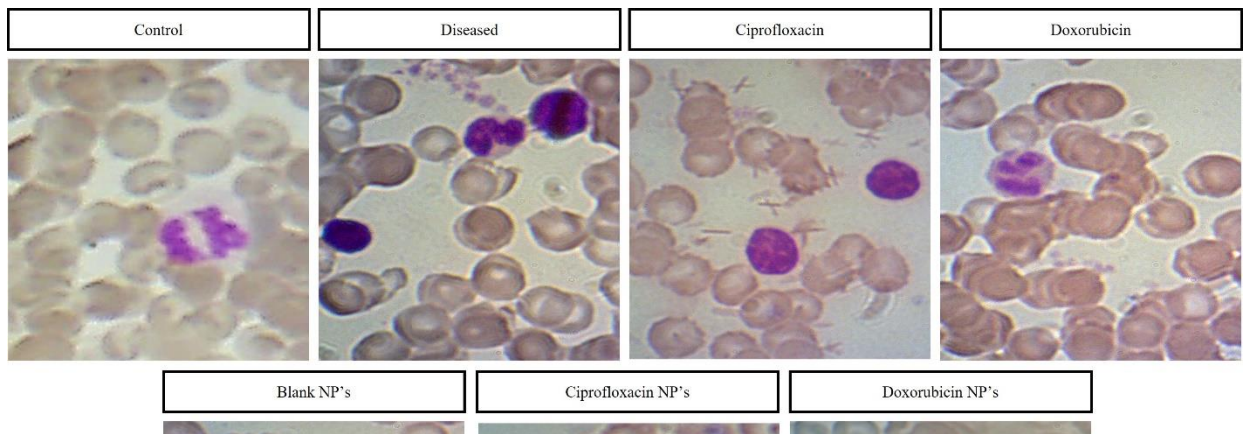 Control
Diseased
Ciprofloxacin
Doxorubicin
Blank NP's
Ciprofloxacin NP's
Doxorubicin NP's